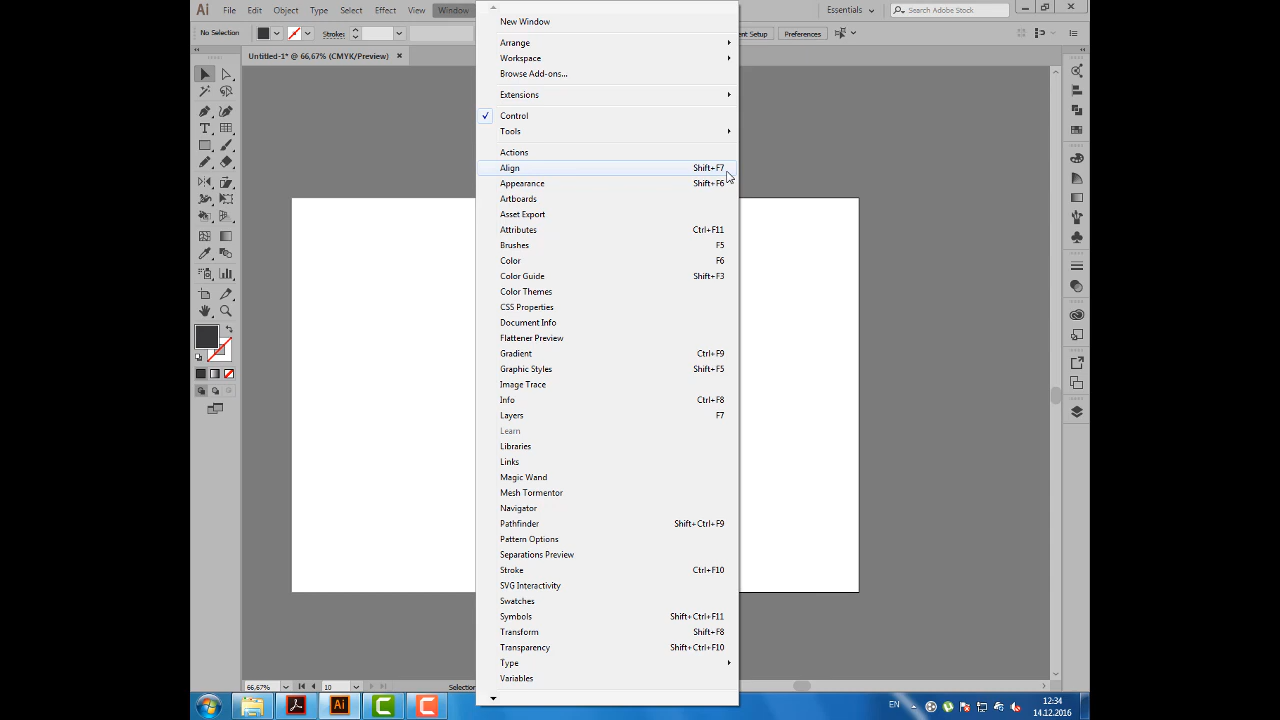 Ai File Edit Object Type Select Effect View Window Essentials Search Adobe Stock
No Selection Strokes Preferences
Untitled-1* @ 66,67% (CMYK/Preview)
New Window
Arrange
Workspace
Browse Add-ons...
Extensions
Control
Tools
Actions
Align Shift+F7
Appearance Shift+F6
Artboards
Asset Export
Attributes Ctrl+F11
Brushes F5
Color F6
Color Guide Shift+F3
Color Themes
CSS Properties
Document Info
Flattener Preview
Gradient Ctrl+F9
Graphic Styles Shift+F5
Image Trace
Info Ctrl+F8
Layers F7
Learn
Libraries
Links
Magic Wand
Mesh Tormentor
Navigator
Pathfinder Shift+Ctrl+F9
Pattern Options
Separations Preview
Stroke Ctrl+F10
SVG Interactivity
Swatches
Symbols Shift+Ctrl+F11
Transform Shift+F8
Transparency Shift+Ctrl+F10
Type
Variables
66,67% 10 Selection
Ai EN 12:34
14.12.2016